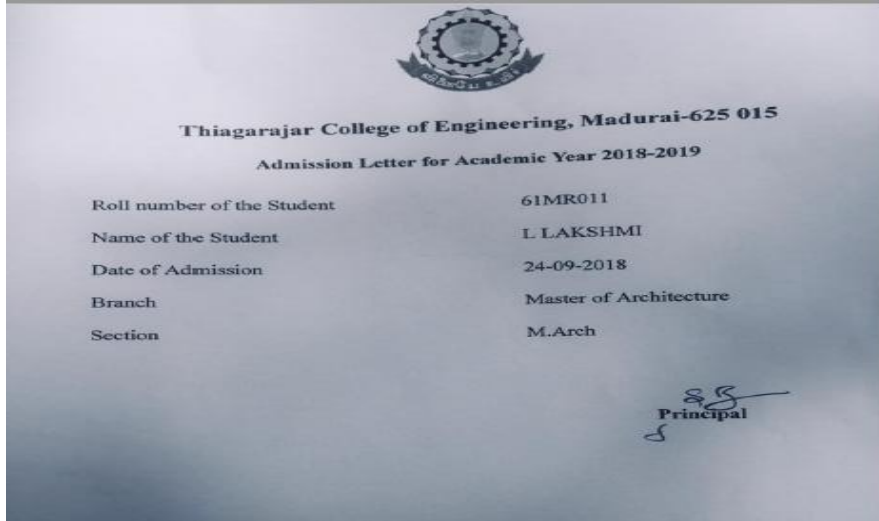 Thiagarajar College of Engineering, Madurai-625 015
Admission Letter for Academic Year 2018-2019
Roll number of the Student 61MR011
Name of the Student L LAKSHMI
Date of Admission 24-09-2018
Branch Master of Architecture
Section M.Arch
Principal